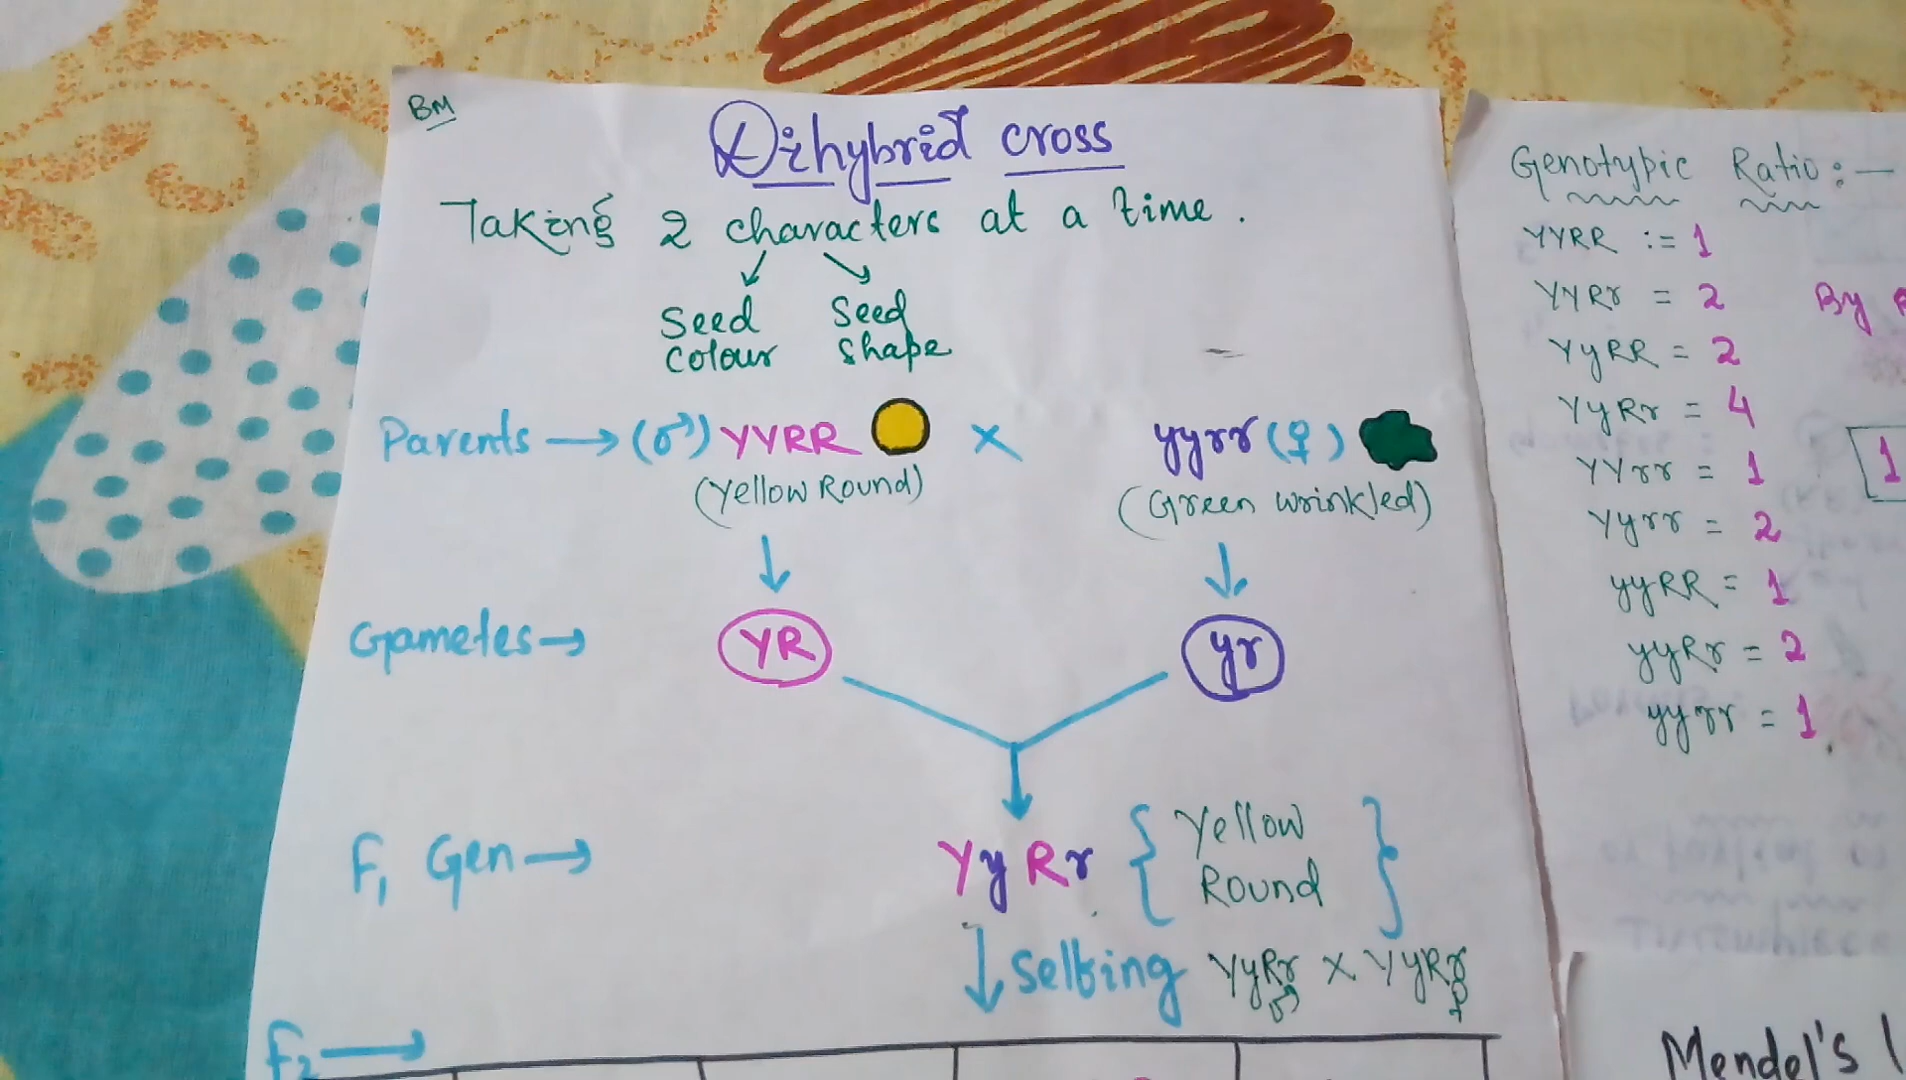 BM
Dihybrid cross
Taking 2 characters at a time.
Seed colour
Seed shape
Parents → (♂) YYRR × yyrr (♀)
(Yellow Round) (Green wrinkled)
Gametes → YR yr
F1 Gen → YyRr { Yellow Round }
↓ Selfing YyRr ♂ × YyRr ♀
F2 →
Genotypic Ratio:-
YYRR := 1
YYRr = 2
By
YyRR = 2
YyRr = 4
YYrr = 1
1
Yyrr = 2
yyRR = 1
yyRr = 2
yyrr = 1
Mendel's